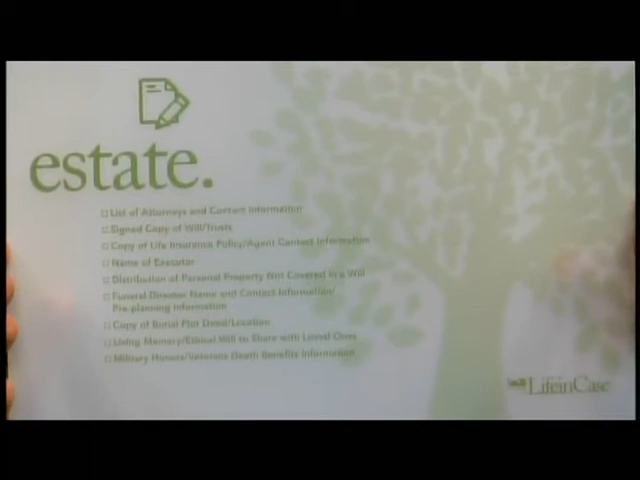 estate.
List of Attorneys and Contact Information
Signed Copy of Will/Trusts
Copy of Life Insurance Policy/Agent Contact Information
Name of Executor
Distribution of Personal Property Not Covered in a Will
Funeral Director Name and Contact Information/
Pre-planning Information
Copy of Burial Plot Deed/Location
Living Memory/Ethical Will to Share with Loved Ones
Military Honors/Veterans Death Benefits Information
LifeinCase